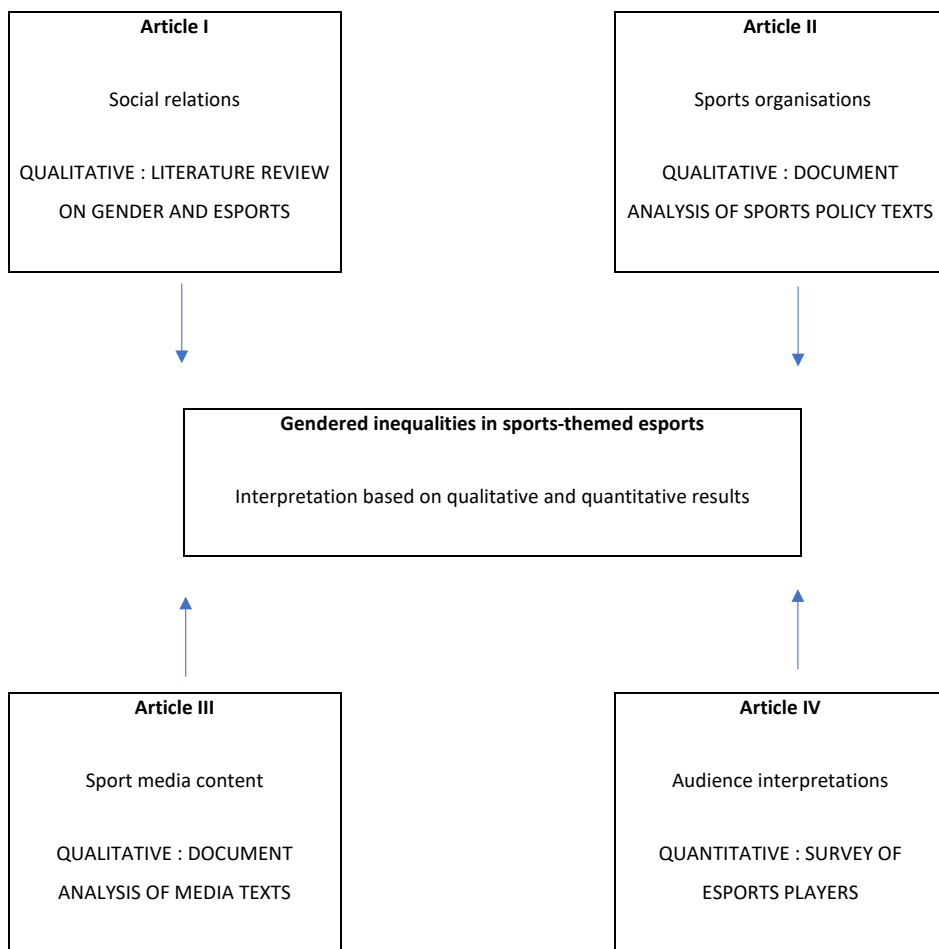 Article I
Social relations
QUALITATIVE : LITERATURE REVIEW
ON GENDER AND ESPORTS
Article II
Sports organisations
QUALITATIVE : DOCUMENT
ANALYSIS OF SPORTS POLICY TEXTS
Gendered inequalities in sports-themed esports
Interpretation based on qualitative and quantitative results
Article III
Sport media content
QUALITATIVE : DOCUMENT
ANALYSIS OF MEDIA TEXTS
Article IV
Audience interpretations
QUANTITATIVE : SURVEY OF
ESPORTS PLAYERS